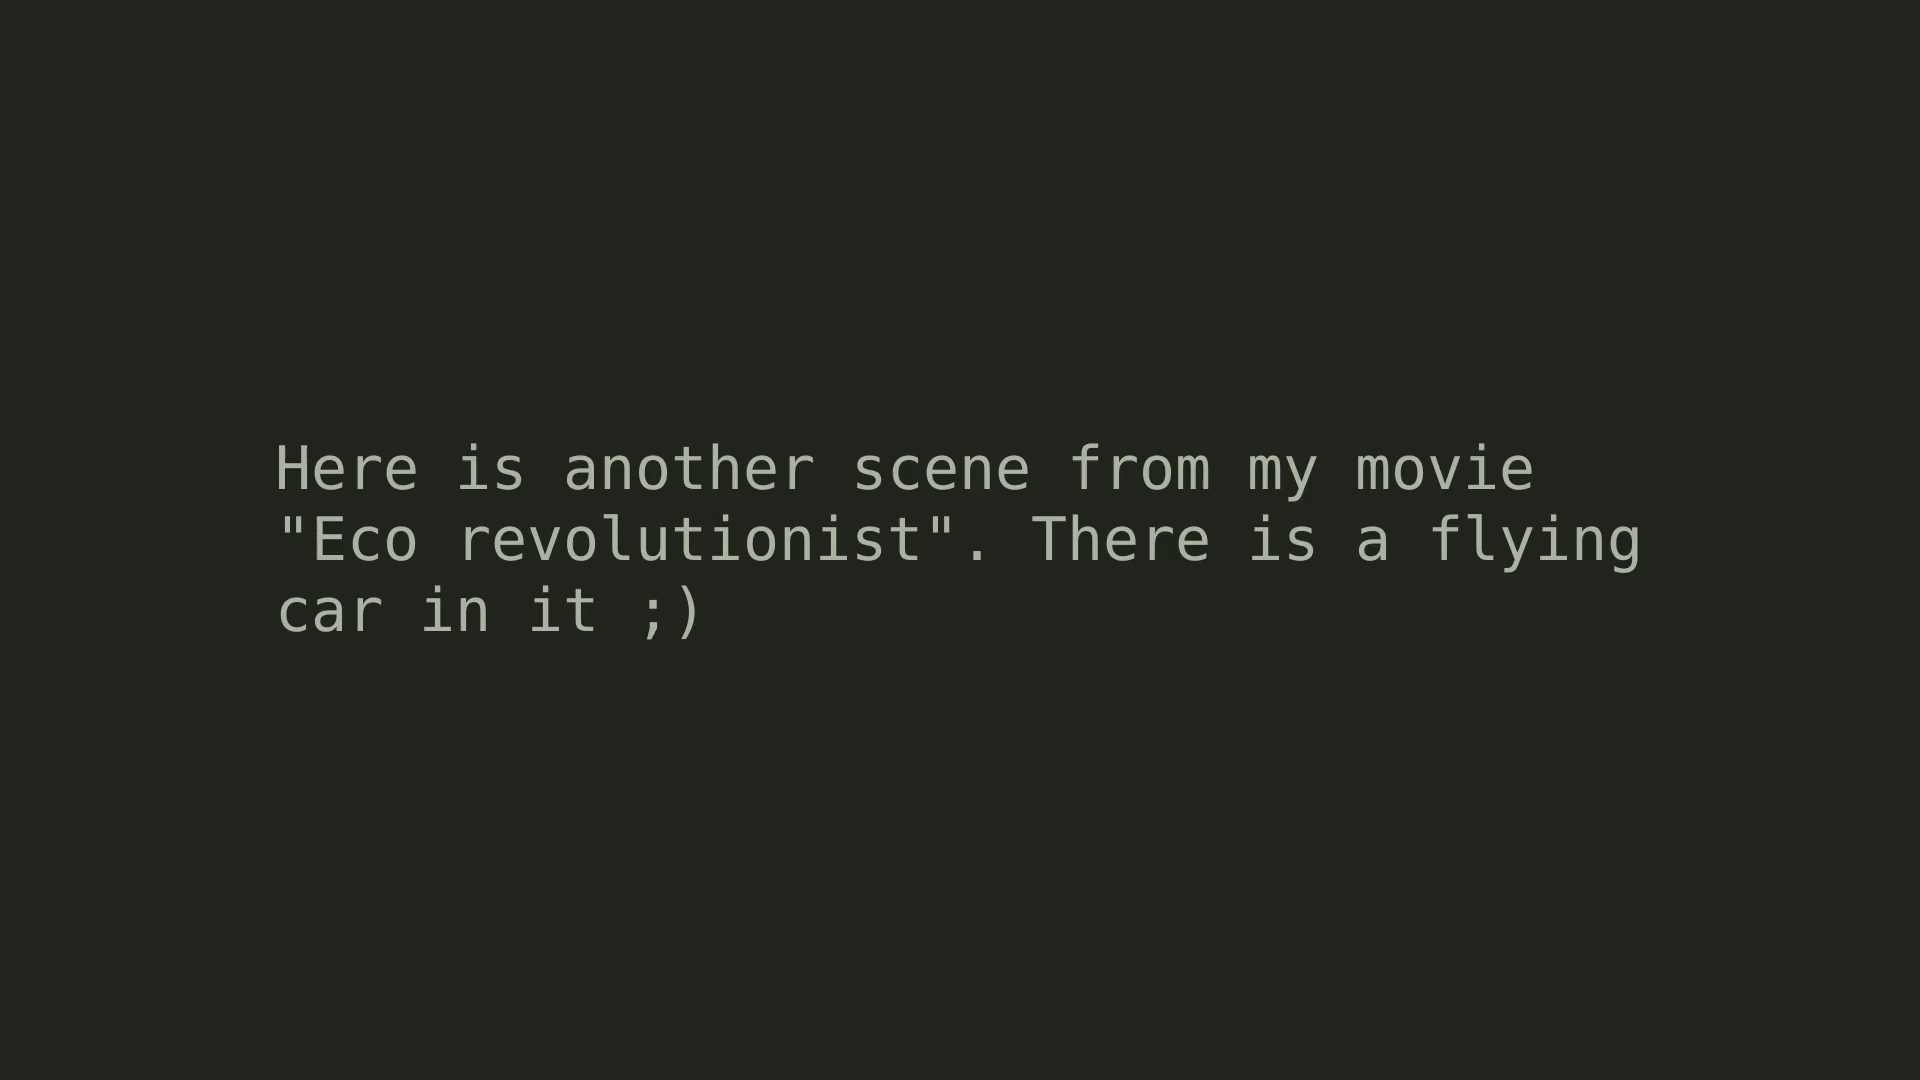 Here is another scene from my movie
"Eco revolutionist". There is a flying
car in it ;)